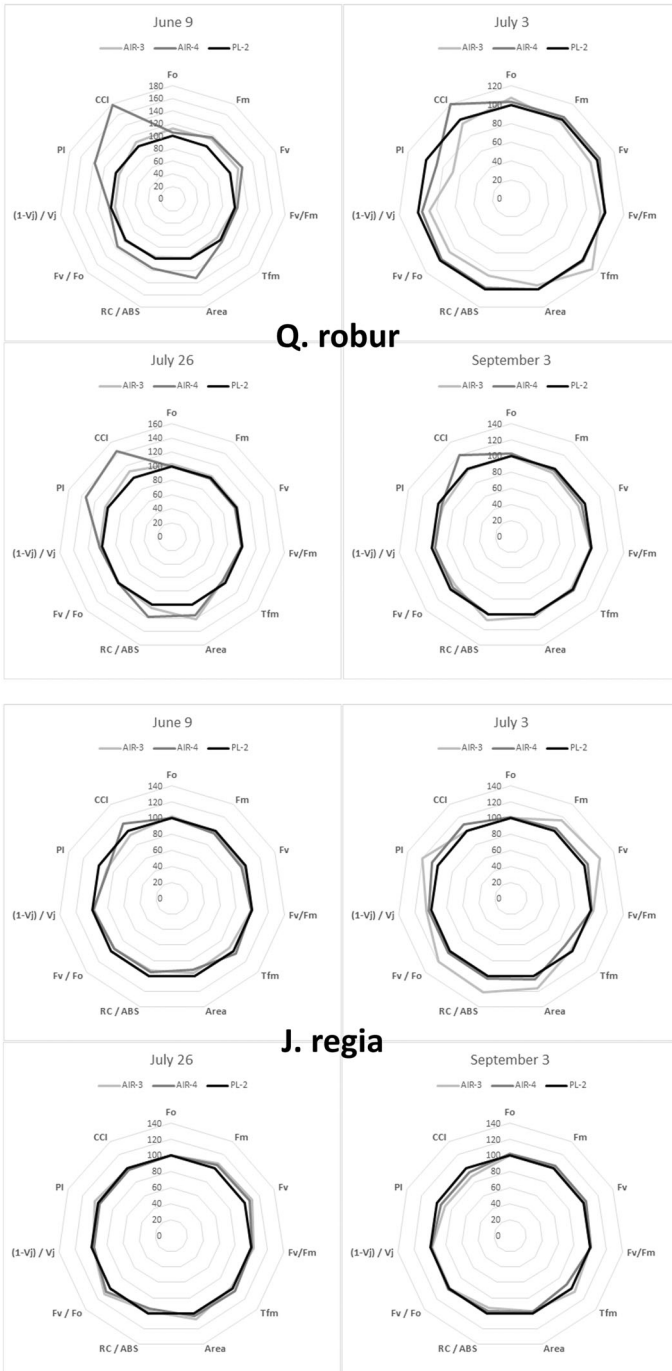 June 9
AIR-3 AIR-4 PL-2
Fo
180
160
140
120
100
80
60
40
20
0
Fm
Fv
Fv/Fm
Tfm
Area
RC / ABS
Fv / Fo
(1-Vj) / Vj
PI
CCI
July 3
AIR-3 AIR-4 PL-2
Fo
120
100
80
60
40
20
0
Fm
Fv
Fv/Fm
Tfm
Area
RC / ABS
Fv / Fo
(1-Vj) / Vj
PI
CCI
Q. robur
July 26
AIR-3 AIR-4 PL-2
Fo
160
140
120
100
80
60
40
20
0
Fm
Fv
Fv/Fm
Tfm
Area
RC / ABS
Fv / Fo
(1-Vj) / Vj
PI
CCI
September 3
AIR-3 AIR-4 PL-2
Fo
140
120
100
80
60
40
20
0
Fm
Fv
Fv/Fm
Tfm
Area
RC / ABS
Fv / Fo
(1-Vj) / Vj
PI
CCI
June 9
AIR-3 AIR-4 PL-2
Fo
140
120
100
80
60
40
20
0
Fm
Fv
Fv/Fm
Tfm
Area
RC / ABS
Fv / Fo
(1-Vj) / Vj
PI
CCI
July 3
AIR-3 AIR-4 PL-2
Fo
140
120
100
80
60
40
20
0
Fm
Fv
Fv/Fm
Tfm
Area
RC / ABS
Fv / Fo
(1-Vj) / Vj
PI
CCI
J. regia
July 26
AIR-3 AIR-4 PL-2
Fo
140
120
100
80
60
40
20
0
Fm
Fv
Fv/Fm
Tfm
Area
RC / ABS
Fv / Fo
(1-Vj) / Vj
PI
CCI
September 3
AIR-3 AIR-4 PL-2
Fo
140
120
100
80
60
40
20
0
Fm
Fv
Fv/Fm
Tfm
Area
RC / ABS
Fv / Fo
(1-Vj) / Vj
PI
CCI